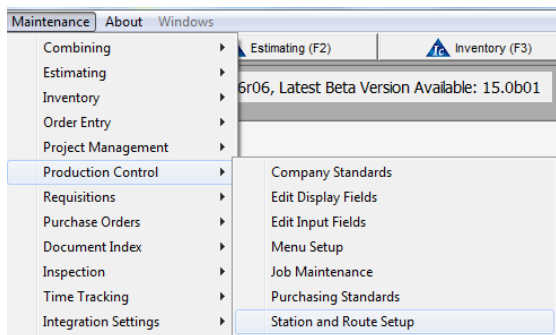 Maintenance About Windows
Combining
Estimating (F2) Inventory (F3)
Estimating
6r06, Latest Beta Version Available: 15.0b01
Inventory
Order Entry
Project Management
Production Control Company Standards
Requisitions Edit Display Fields
Purchase Orders Edit Input Fields
Document Index Menu Setup
Inspection Job Maintenance
Time Tracking Purchasing Standards
Integration Settings Station and Route Setup